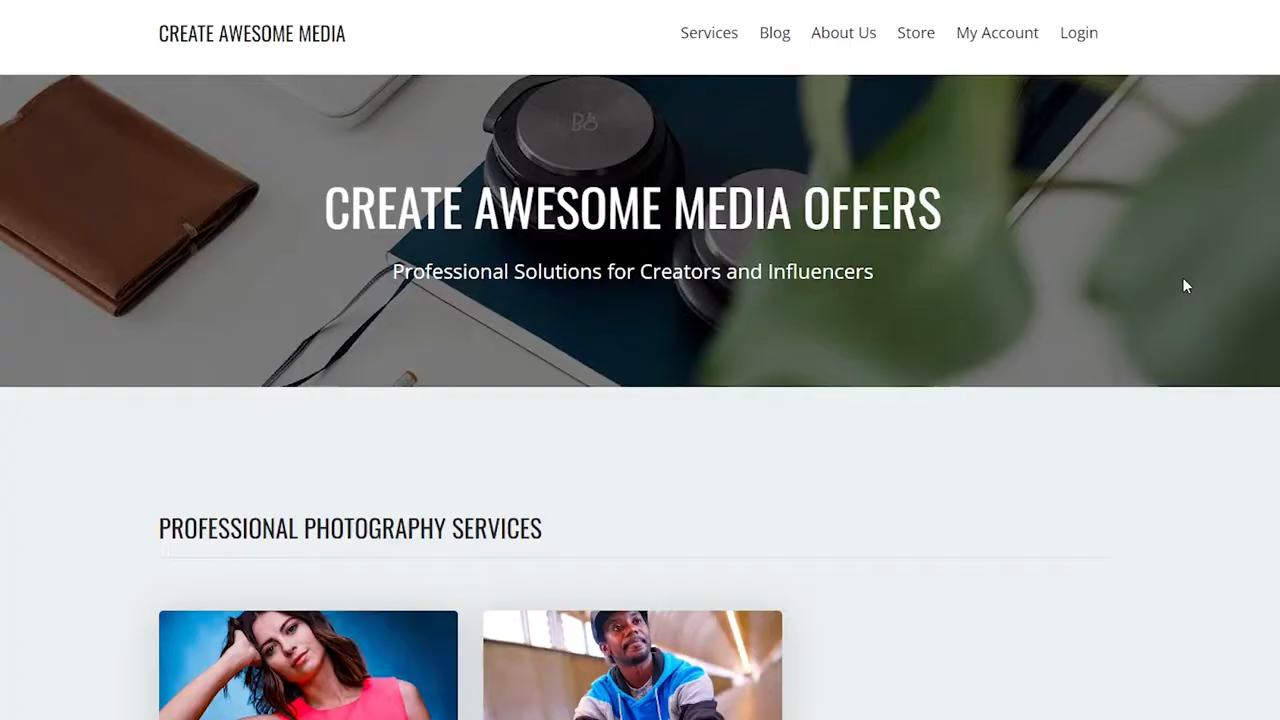 CREATE AWESOME MEDIA
Services Blog About Us Store My Account Login
B&O
CREATE AWESOME MEDIA OFFERS
Professional Solutions for Creators and Influencers
PROFESSIONAL PHOTOGRAPHY SERVICES